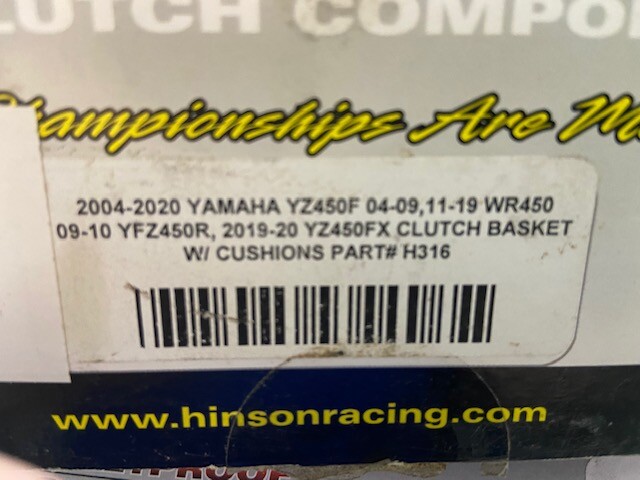 LUTCH COMPO
Championships Are M
2004-2020 YAMAHA YZ450F 04-09,11-19 WR450
09-10 YFZ450R, 2019-20 YZ450FX CLUTCH BASKET
W/ CUSHIONS PART# H316
www.hinsonracing.com